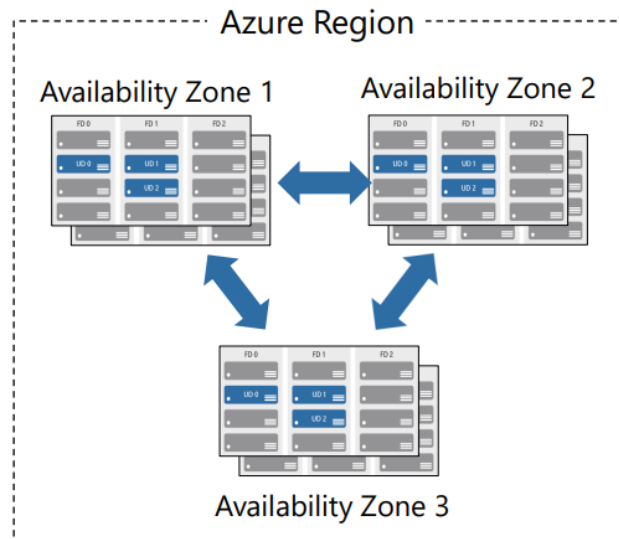 Azure Region
Availability Zone 1
FD 0 FD 1 FD 2
UD 0 UD 1
UD 2
Availability Zone 2
FD 0 FD 1 FD 2
UD 0 UD 1
UD 2
FD 0 FD 1 FD 2
UD 0 UD 1
UD 2
Availability Zone 3